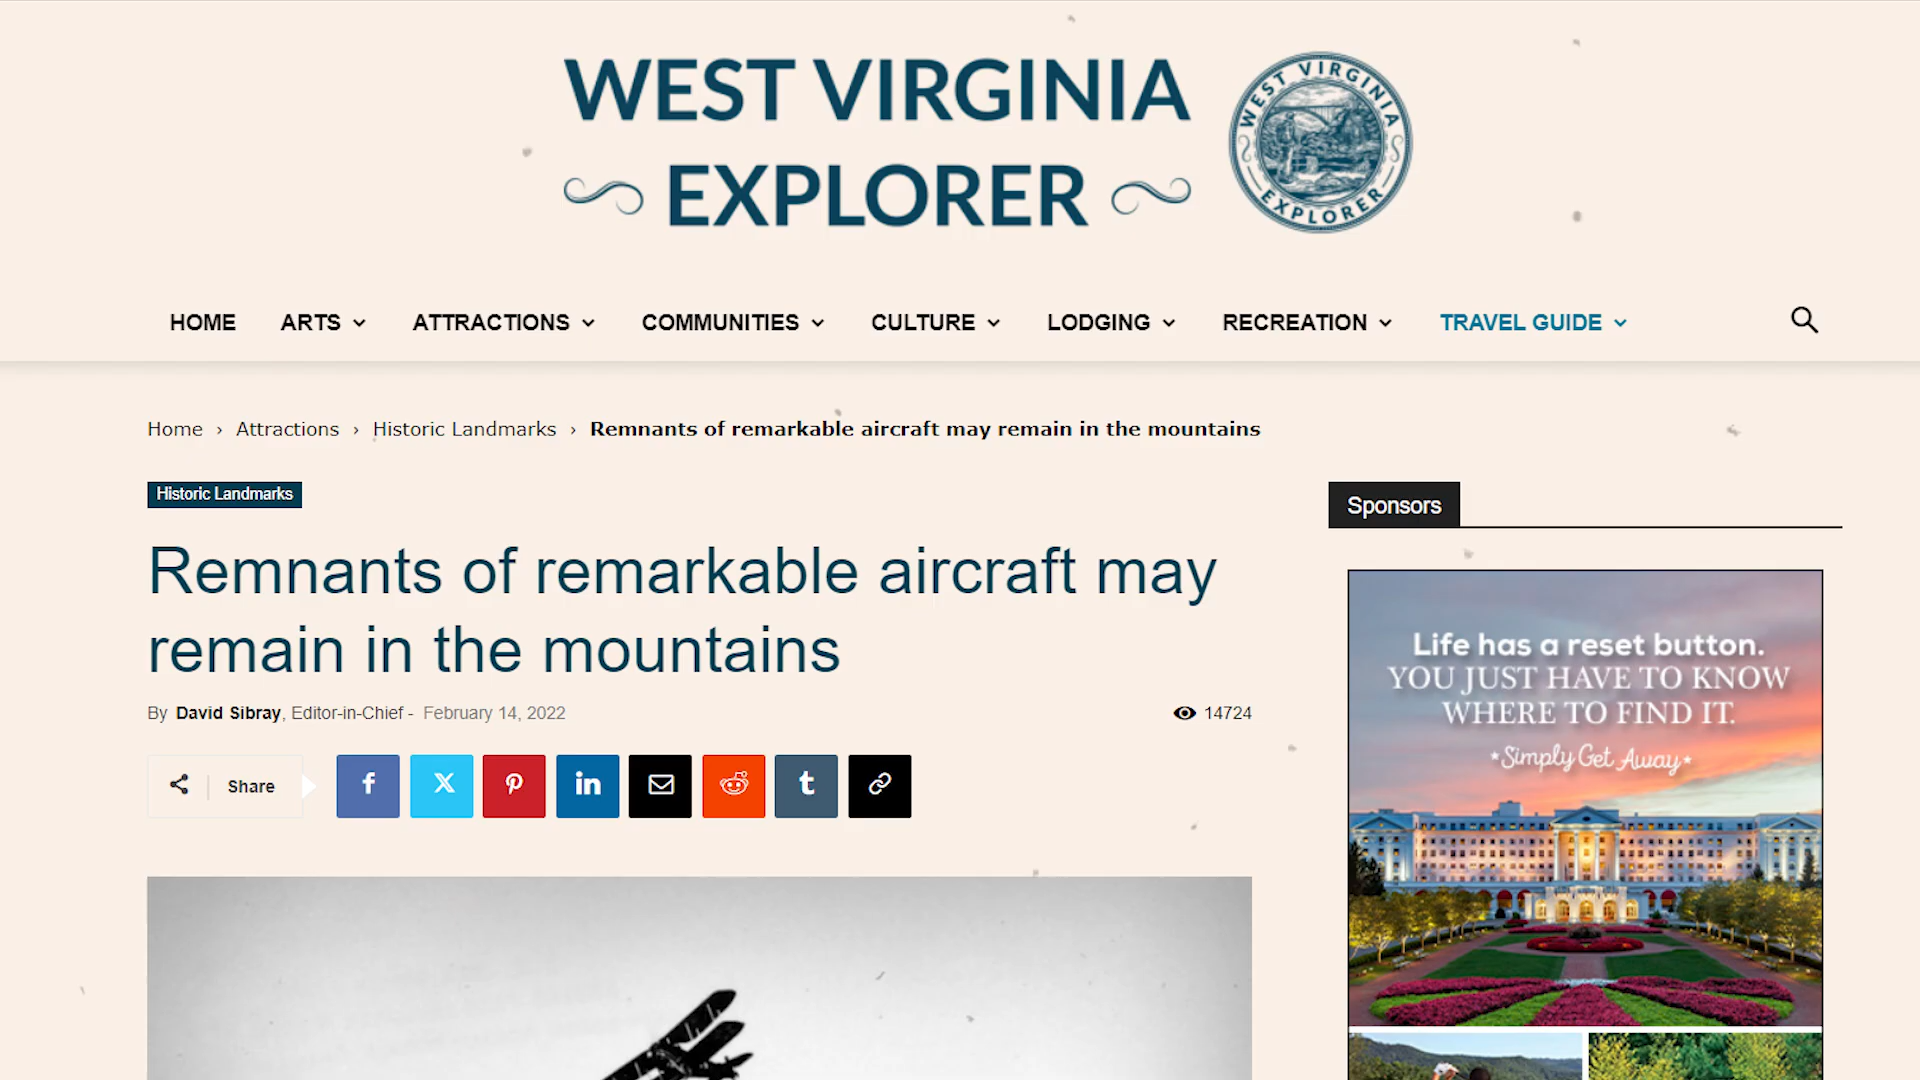 WEST VIRGINIA
EXPLORER
WEST VIRGINIA
EXPLORER
HOME ARTS ATTRACTIONS COMMUNITIES CULTURE LODGING RECREATION TRAVEL GUIDE
Home › Attractions › Historic Landmarks › Remnants of remarkable aircraft may remain in the mountains
Historic Landmarks
Remnants of remarkable aircraft may
remain in the mountains
By David Sibray, Editor-in-Chief - February 14, 2022
14724
Share
Sponsors
Life has a reset button.
YOU JUST HAVE TO KNOW
WHERE TO FIND IT.
*Simply Get Away*